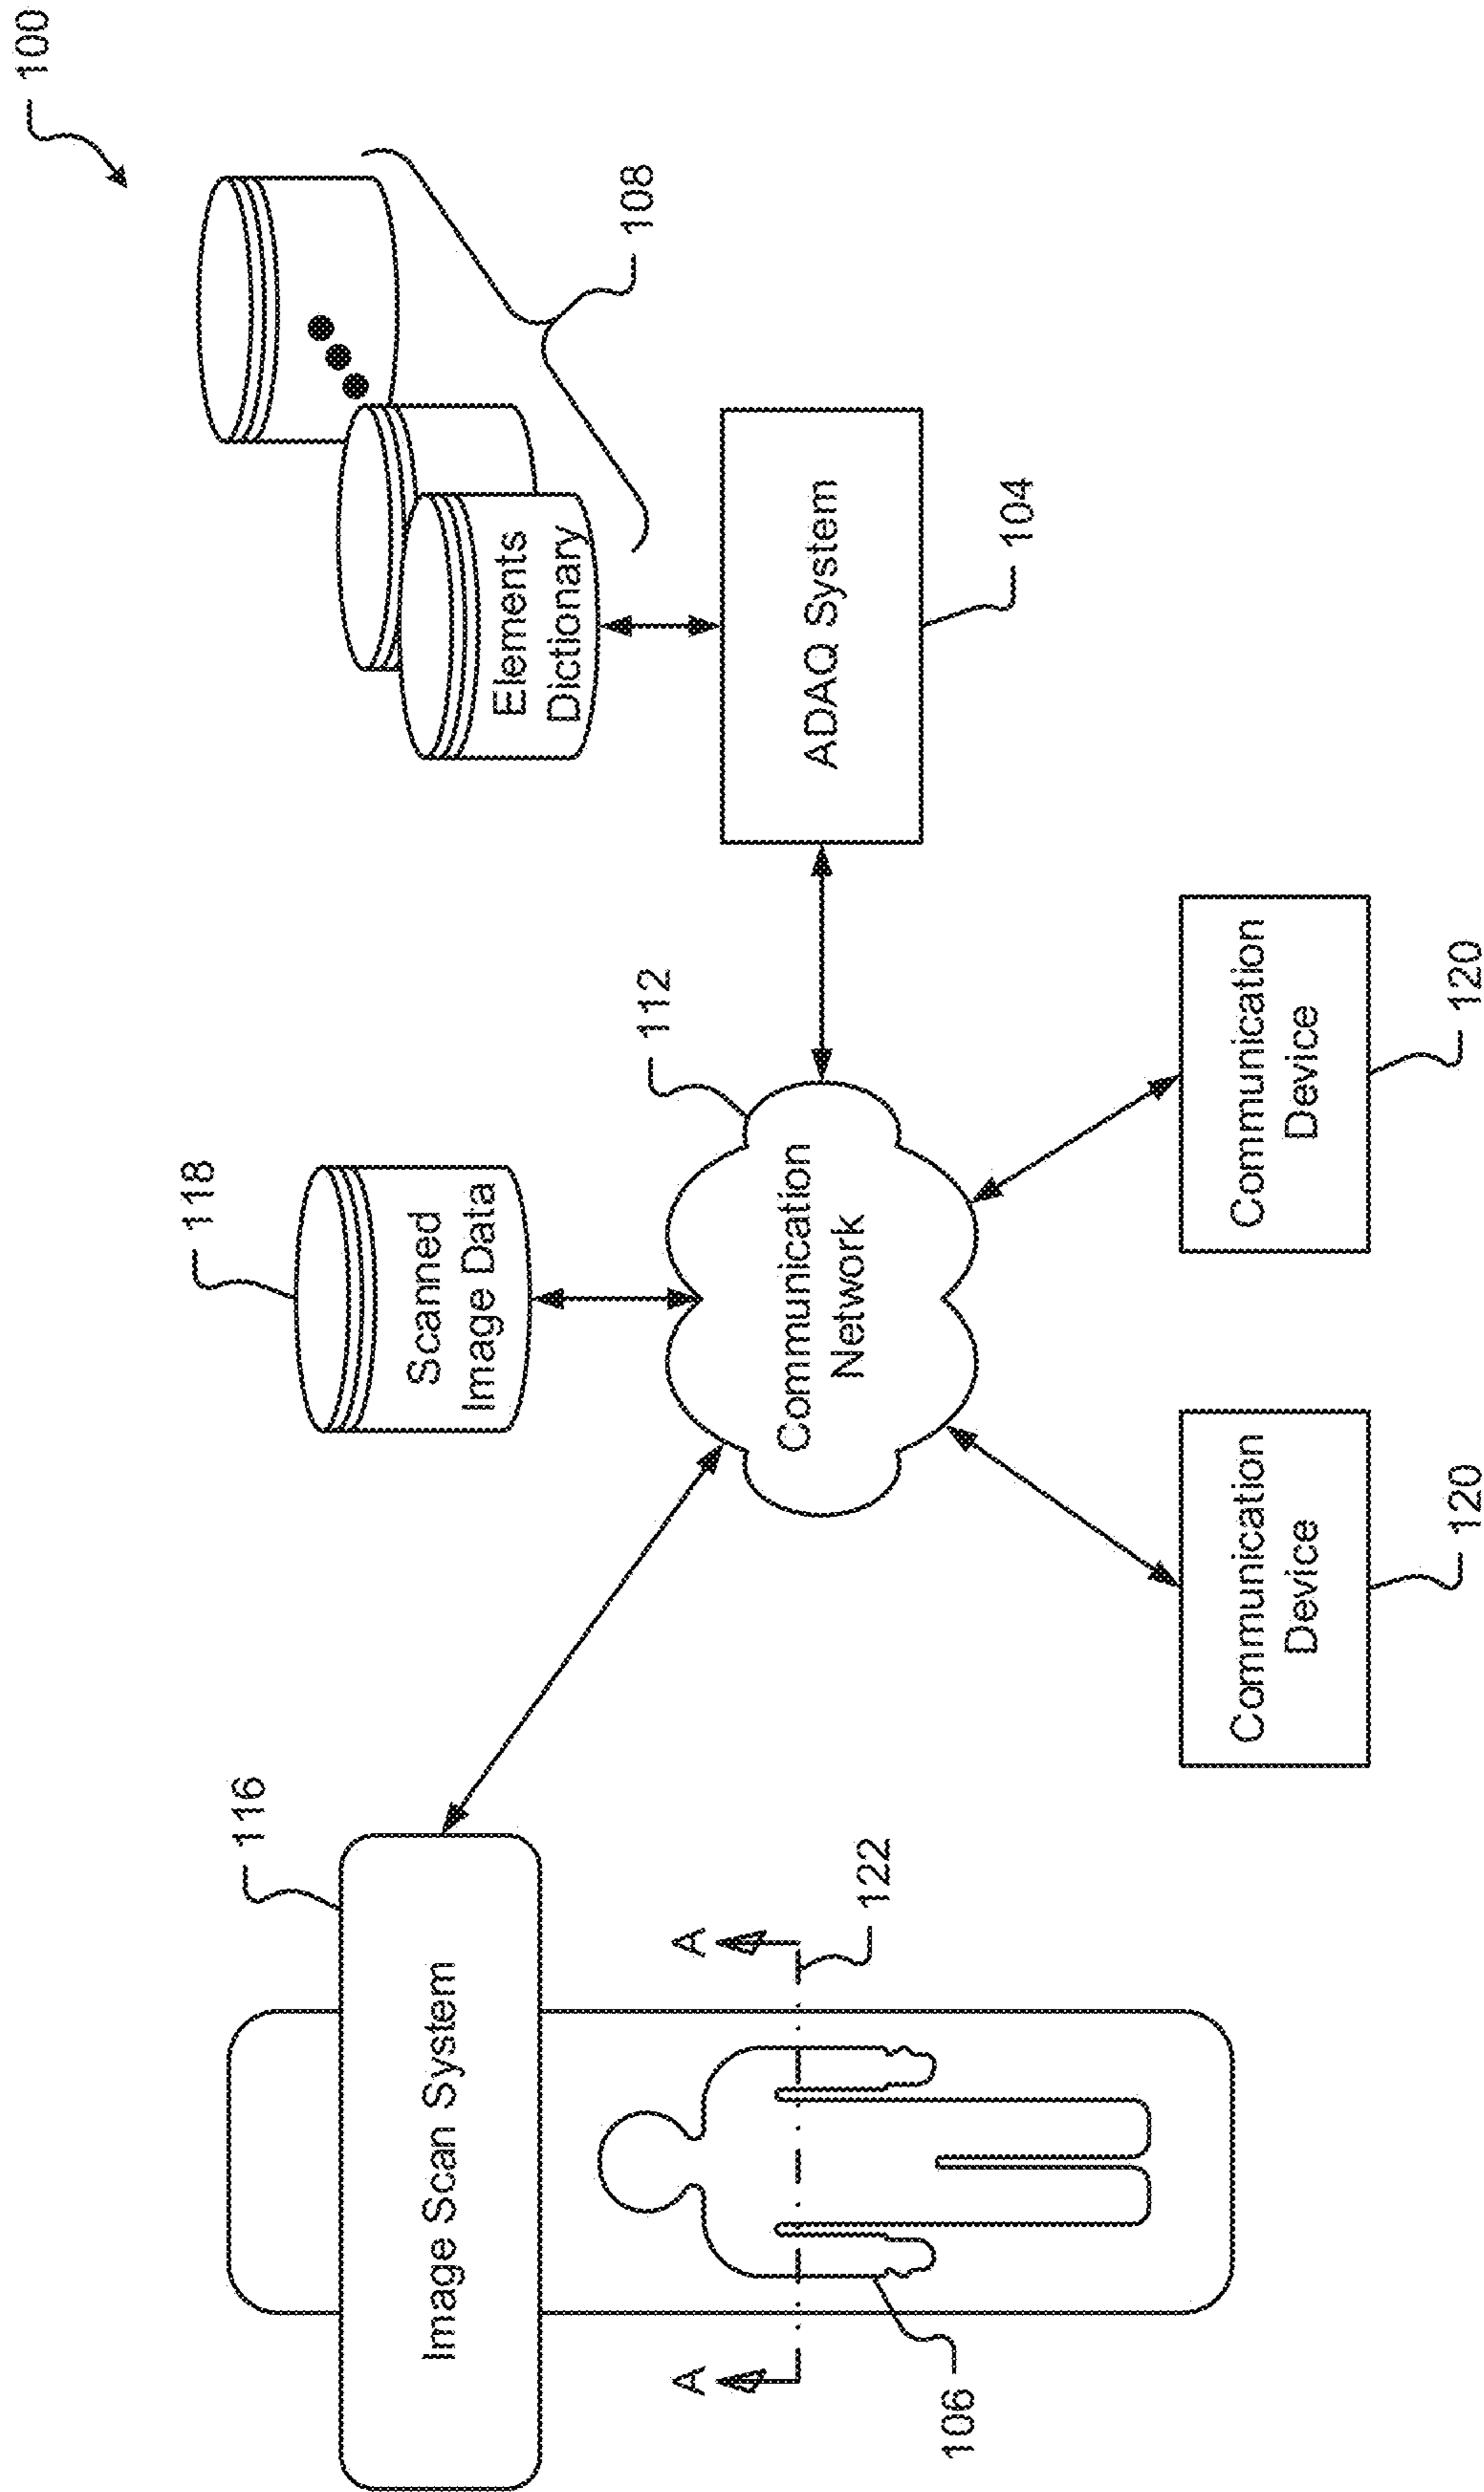 100
108
Elements
Dictionary
ADAQ System
104
118
Scanned
Image Data
112
Communication
Network
Communication
Device
120
Communication
Device
120
116
Image Scan System
A
A
122
106